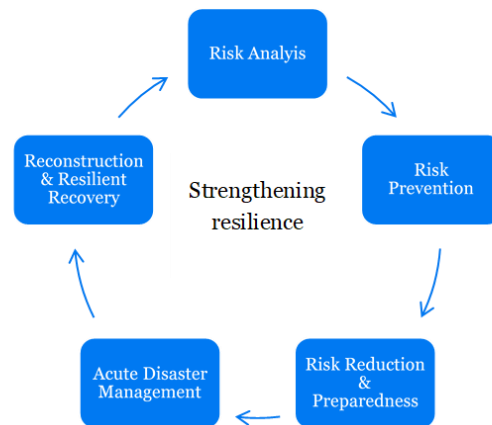 Risk Analyis
Risk
Prevention
Risk Reduction
&
Preparedness
Acute Disaster
Management
Reconstruction
& Resilient
Recovery
Strengthening
resilience